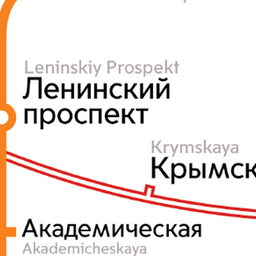 Leninskiy Prospekt
Ленинский
проспект
Krymskaya
Крымск
Академическая
Akademicheskaya